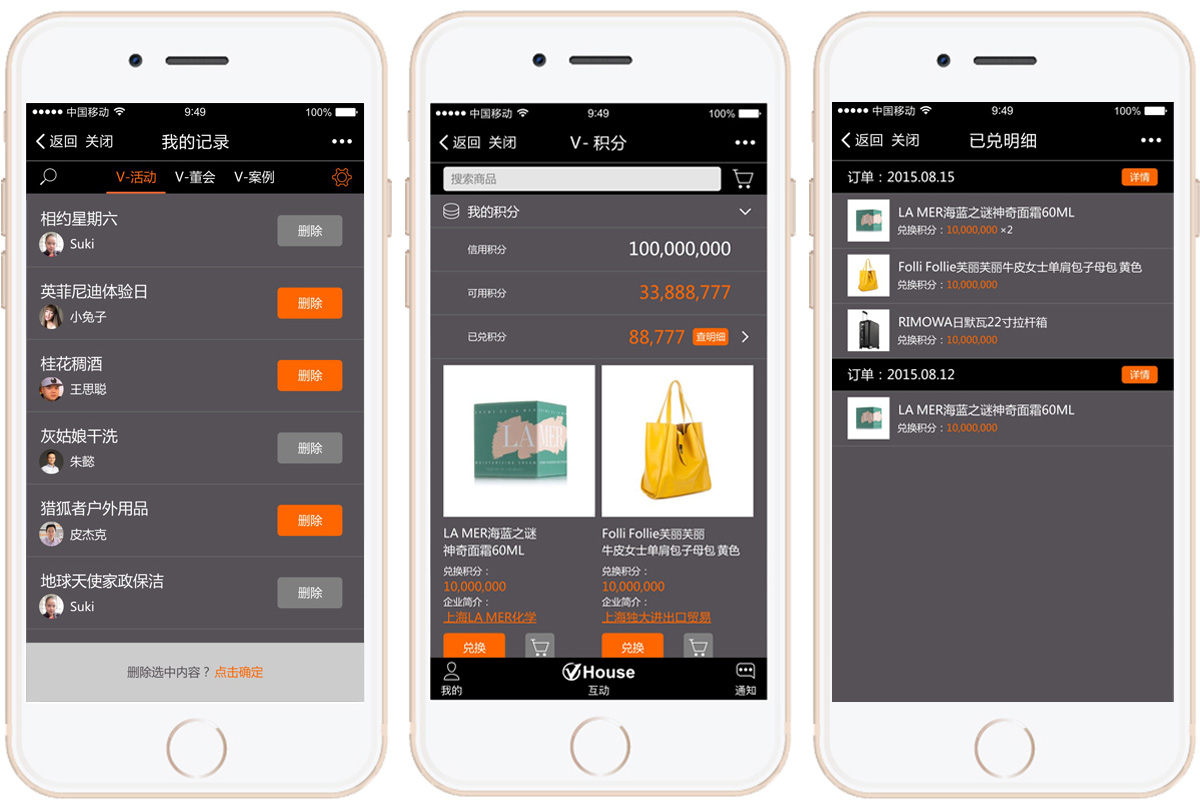 中国移动 9:49 100%
返回 关闭 我的记录
V-活动 V-董会 V-案例
相约星期六
Suki
删除
英菲尼迪体验日
小兔子
删除
桂花稠酒
王思聪
删除
灰姑娘干洗
朱懿
删除
猎狐者户外用品
皮杰克
删除
地球天使家政保洁
Suki
删除
删除选中内容？点击确定
中国移动 9:49 100%
返回 关闭 V- 积分
搜索商品
我的积分
信用积分 100,000,000
可用积分 33,888,777
已兑积分 88,777 查明细
LA MER
LA MER海蓝之谜
神奇面霜60ML
兑换积分：
10,000,000
企业简介：
上海LA MER化学
兑换
Folli Follie芙丽芙丽
牛皮女士单肩包子母包 黄色
兑换积分：
10,000,000
企业简介：
上海独大进出口贸易
兑换
我的
VHouse
互动
通知
中国移动 9:49 100%
返回 关闭 已兑明细
订单：2015.08.15 详情
LA MER海蓝之谜神奇面霜60ML
兑换积分：10,000,000 ×2
Folli Follie芙丽芙丽牛皮女士单肩包子母包 黄色
兑换积分：10,000,000
RIMOWA日默瓦22寸拉杆箱
兑换积分：10,000,000
订单：2015.08.12 详情
LA MER海蓝之谜神奇面霜60ML
兑换积分：10,000,000